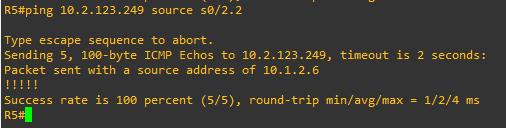 R5#ping 10.2.123.249 source s0/2.2
Type escape sequence to abort.
Sending 5, 100-byte ICMP Echos to 10.2.123.249, timeout is 2 seconds:
Packet sent with a source address of 10.1.2.6
!!!!!
Success rate is 100 percent (5/5), round-trip min/avg/max = 1/2/4 ms
R5#